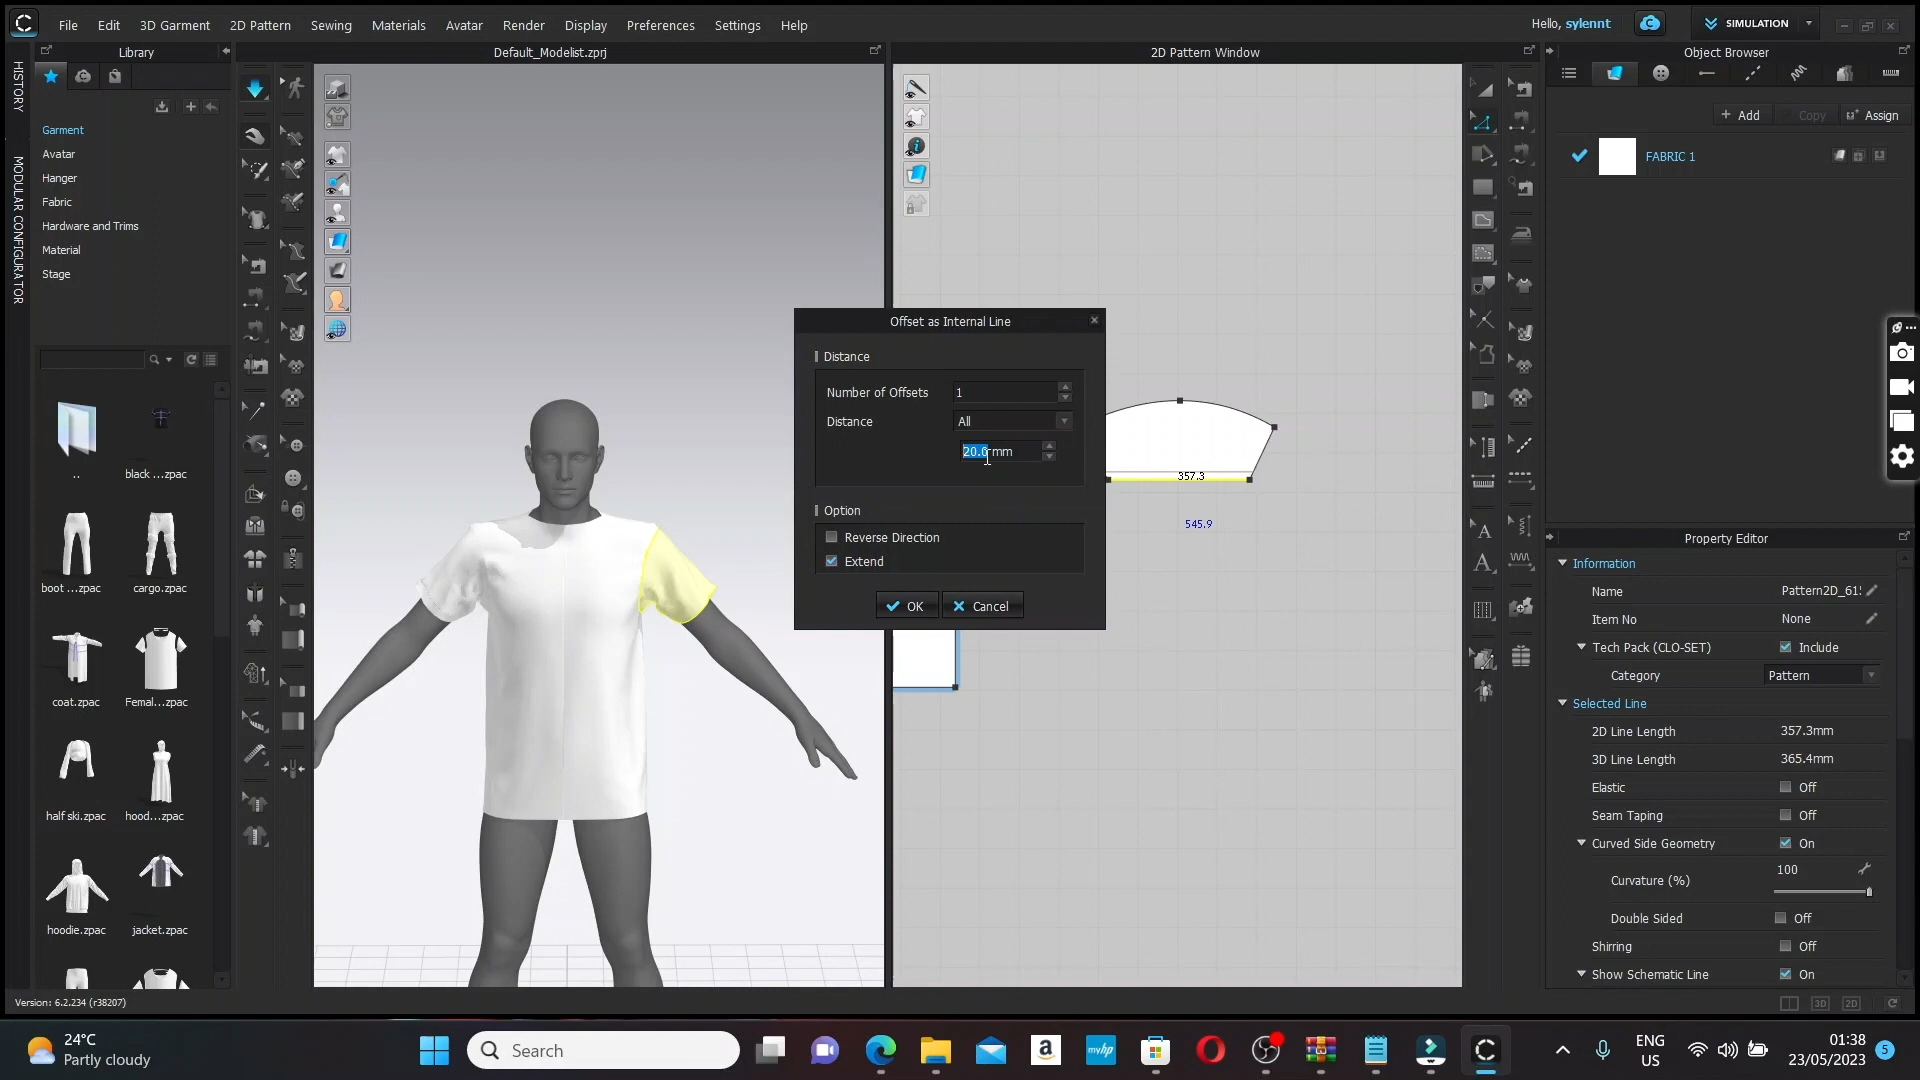 File Edit 3D Garment 2D Pattern Sewing Materials Avatar Render Display Preferences Settings Help
Hello, sylennt
SIMULATION
Library
Default_Modelist.zprj
2D Pattern Window
Object Browser
HISTORY
MODULAR CONFIGURATOR
Garment
Avatar
Hanger
Fabric
Hardware and Trims
Material
Stage
..
black ....zpac
boot ...zpac
cargo.zpac
coat.zpac
Femal...zpac
half ski.zpac
hood...zpac
hoodie.zpac
jacket.zpac
Offset as Internal Line
Distance
Number of Offsets 1
Distance All
20.0 mm
Option
Reverse Direction
Extend
OK Cancel
357.3
545.9
Add Copy Assign
FABRIC 1
Property Editor
Information
Name Pattern2D_61
Item No None
Tech Pack (CLO-SET) Include
Category Pattern
Selected Line
2D Line Length 357.3mm
3D Line Length 365.4mm
Elastic Off
Seam Taping Off
Curved Side Geometry On
Curvature (%) 100
Double Sided Off
Shirring Off
Show Schematic Line On
Version: 6.2.234 (r38207)
3D 2D
24°C
Partly cloudy
Search
a
myhp
ENG
US
01:38
23/05/2023
5